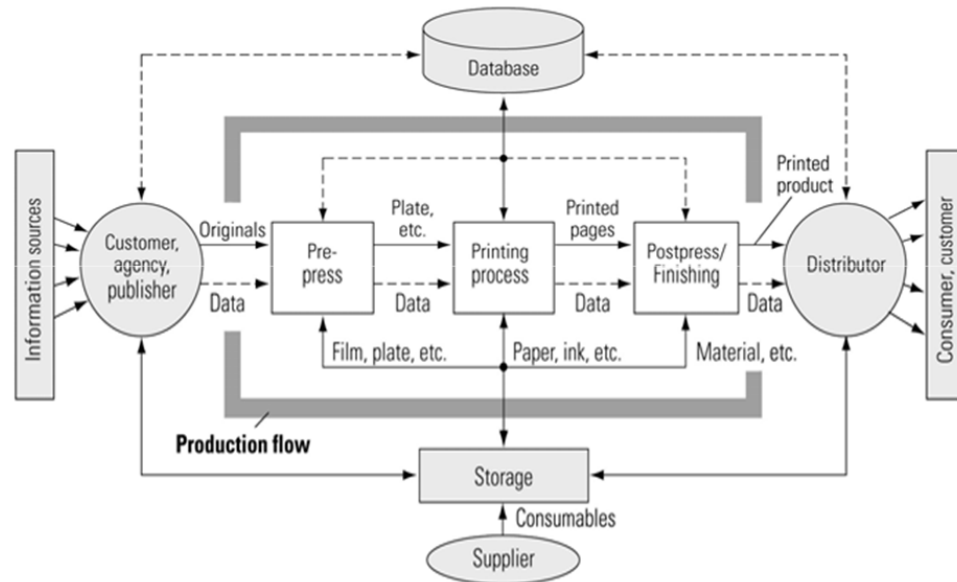 Database
Information sources
Customer,
agency,
publisher
Originals
Data
Pre-
press
Plate,
etc.
Data
Printing
process
Printed
pages
Data
Postpress/
Finishing
Printed
product
Data
Distributor
Consumer, customer
Film, plate, etc.
Paper, ink, etc.
Material, etc.
Production flow
Storage
Consumables
Supplier